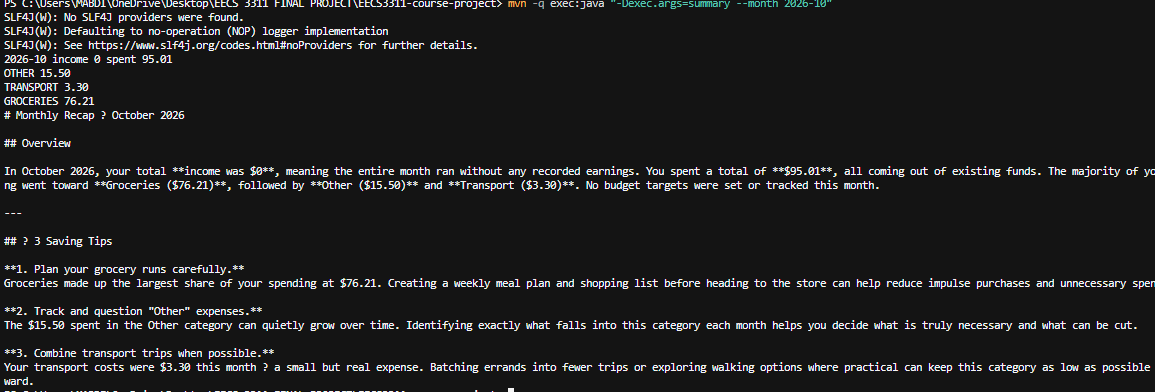 PS C:\Users\MABDI\OneDrive\Desktop\EECS 3311 FINAL PROJECT\EECS3311-course-project> mvn -q exec:java "-Dexec.args=summary --month 2026-10"
SLF4J(W): No SLF4J providers were found.
SLF4J(W): Defaulting to no-operation (NOP) logger implementation
SLF4J(W): See https://www.slf4j.org/codes.html#noProviders for further details.
2026-10 income 0 spent 95.01
OTHER 15.50
TRANSPORT 3.30
GROCERIES 76.21
# Monthly Recap ? October 2026
## Overview
In October 2026, your total **income was $0**, meaning the entire month ran without any recorded earnings. You spent a total of **$95.01**, all coming out of existing funds. The majority of yo
ng went toward **Groceries ($76.21)**, followed by **Other ($15.50)** and **Transport ($3.30)**. No budget targets were set or tracked this month.
---
## ? 3 Saving Tips
**1. Plan your grocery runs carefully.**
Groceries made up the largest share of your spending at $76.21. Creating a weekly meal plan and shopping list before heading to the store can help reduce impulse purchases and unnecessary spen
**2. Track and question "Other" expenses.**
The $15.50 spent in the Other category can quietly grow over time. Identifying exactly what falls into this category each month helps you decide what is truly necessary and what can be cut.
**3. Combine transport trips when possible.**
Your transport costs were $3.30 this month ? a small but real expense. Batching errands into fewer trips or exploring walking options where practical can keep this category as low as possible
ward.